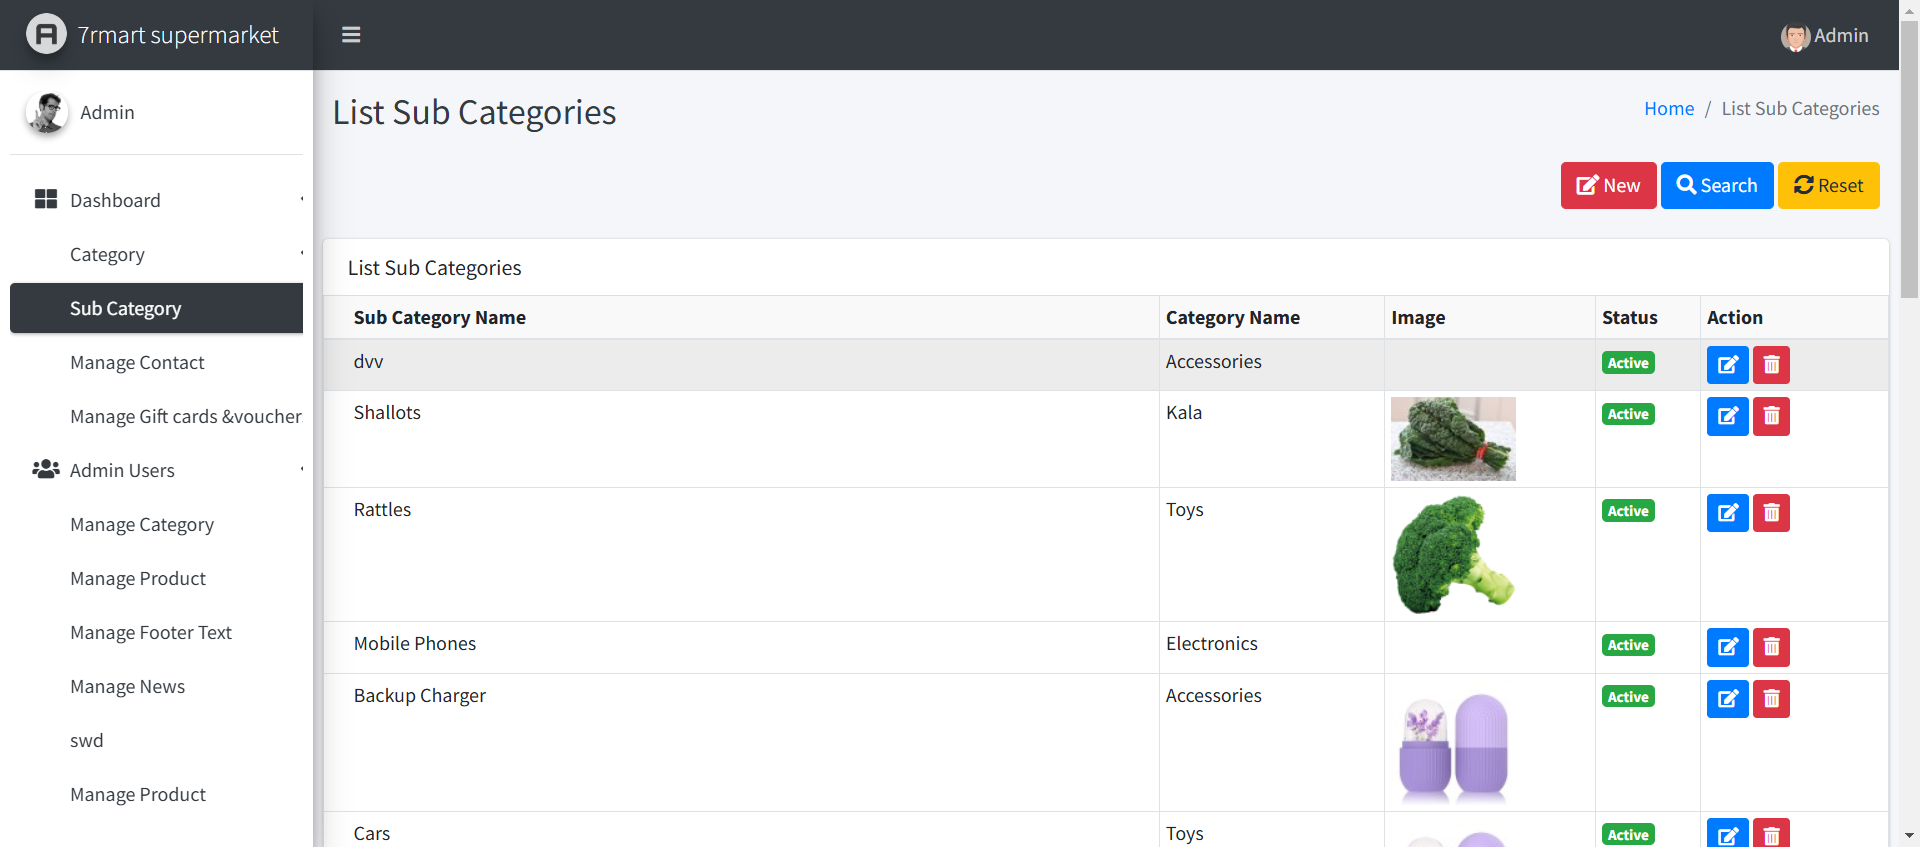 7rmart supermarket
Admin
Admin
List Sub Categories
Home / List Sub Categories
Dashboard
Category
Sub Category
Manage Contact
Manage Gift cards &voucher
Admin Users
Manage Category
Manage Product
Manage Footer Text
Manage News
swd
Manage Product
New Search Reset
List Sub Categories
Sub Category Name Category Name Image Status Action
dvv Accessories Active
Shallots Kala Active
Rattles Toys Active
Mobile Phones Electronics Active
Backup Charger Accessories Active
Cars Toys Active